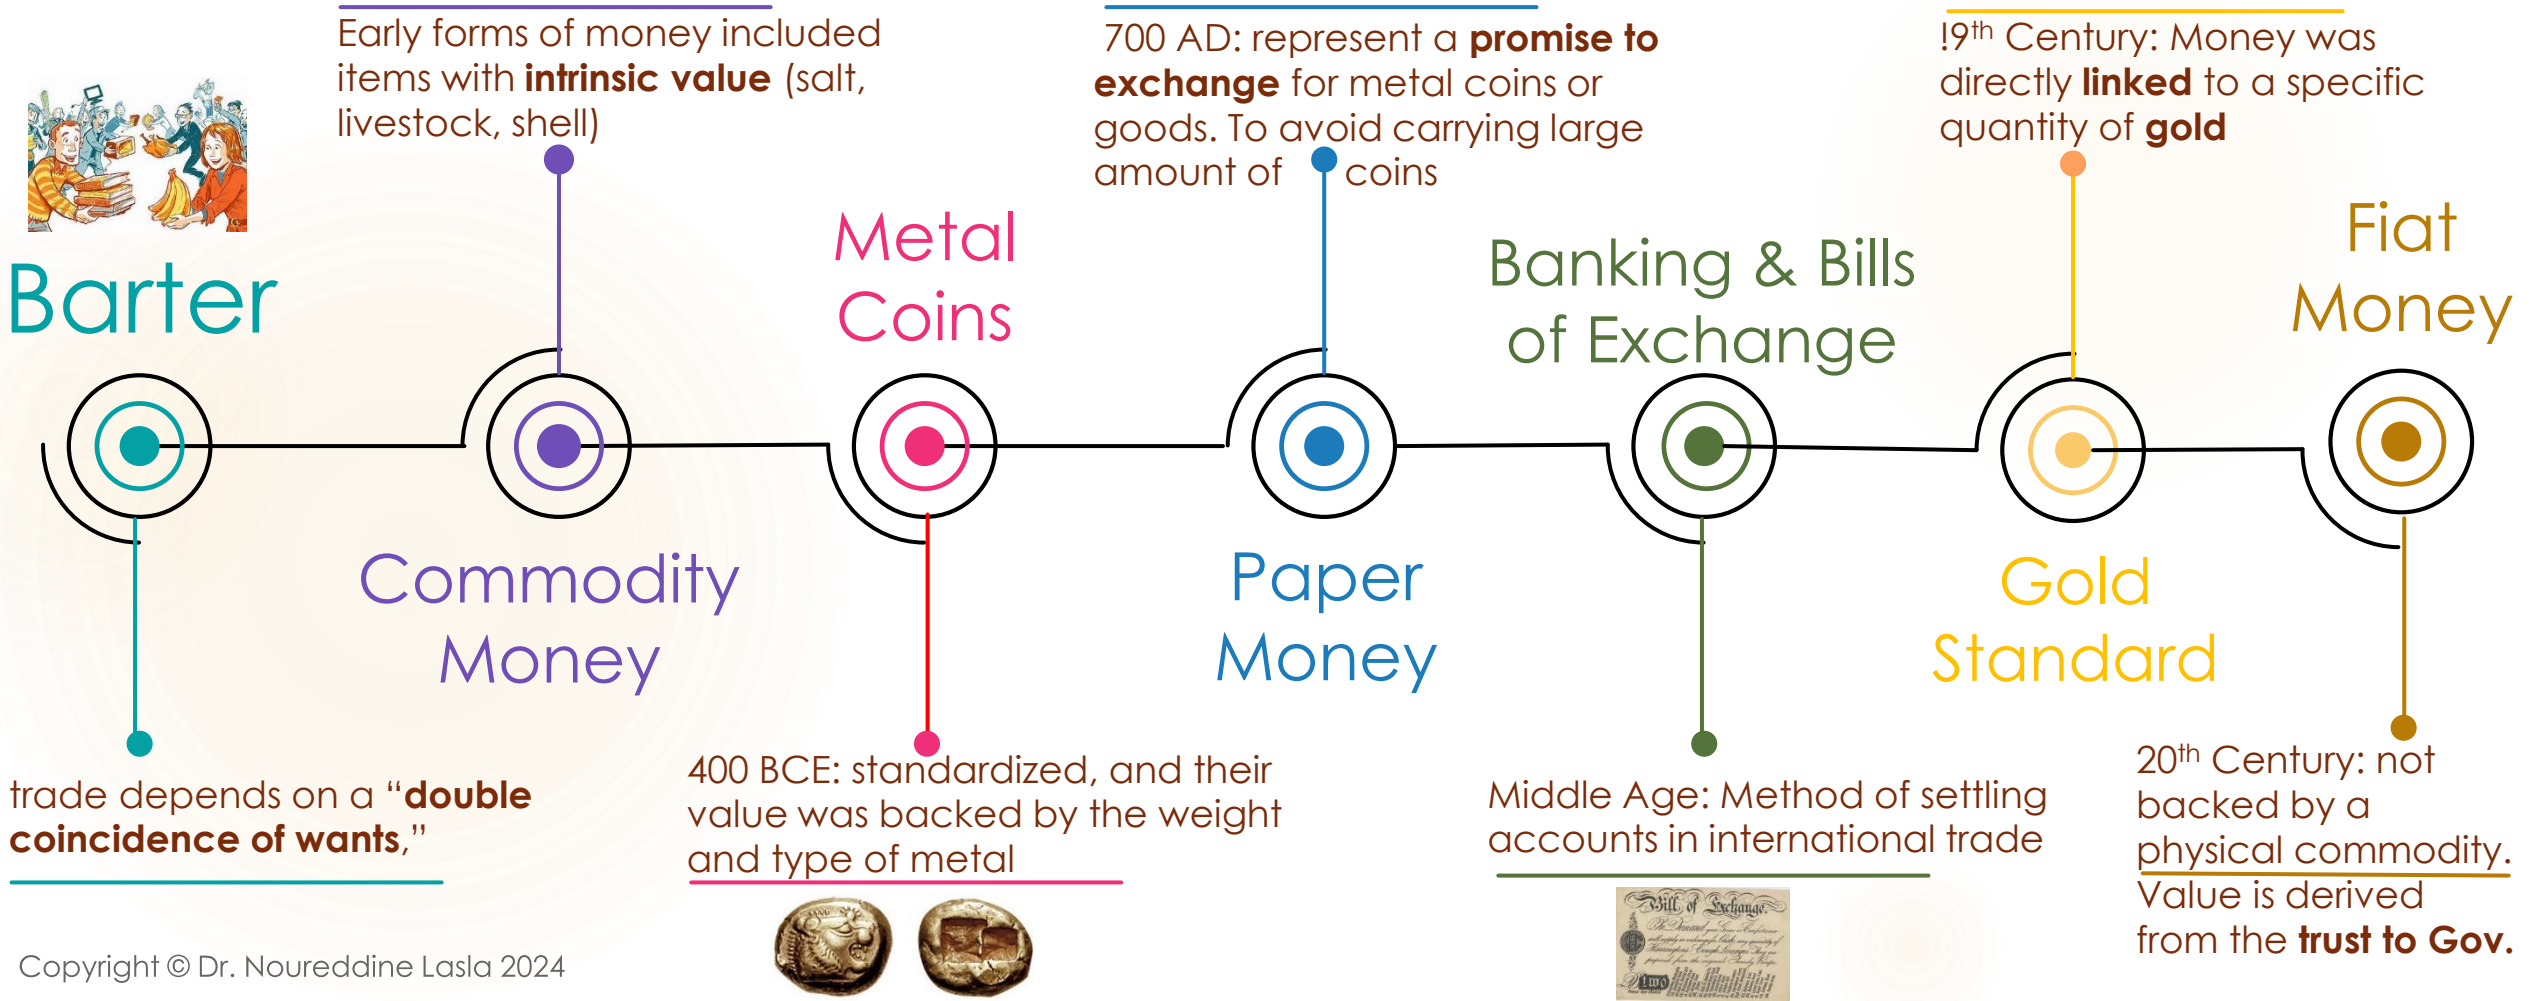 Barter
trade depends on a “double
coincidence of wants,”
Early forms of money included
items with intrinsic value (salt,
livestock, shell)
Commodity
Money
Metal
Coins
400 BCE: standardized, and their
value was backed by the weight
and type of metal
700 AD: represent a promise to
exchange for metal coins or
goods. To avoid carrying large
amount of coins
Paper
Money
Banking & Bills
of Exchange
Middle Age: Method of settling
accounts in international trade
Bill of Exchange.
!9th Century: Money was
directly linked to a specific
quantity of gold
Gold
Standard
Fiat
Money
20th Century: not
backed by a
physical commodity.
Value is derived
from the trust to Gov.
Copyright © Dr. Noureddine Lasla 2024